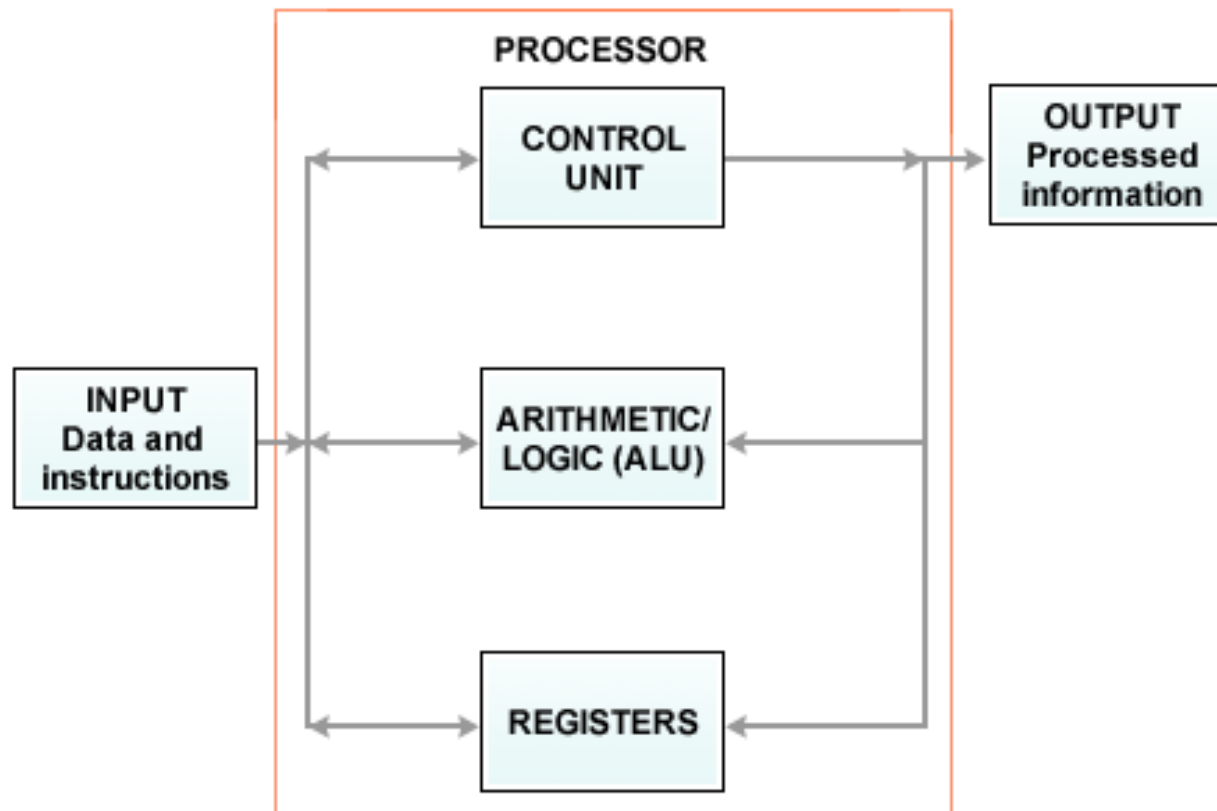 PROCESSOR
CONTROL
UNIT
OUTPUT
Processed
information
INPUT
Data and
instructions
ARITHMETIC/
LOGIC (ALU)
REGISTERS